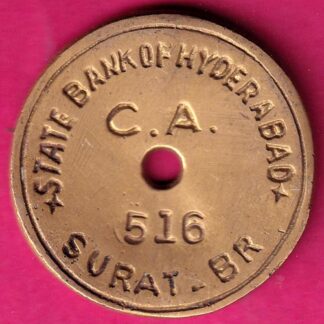 ★STATE BANK OF HYDERABAD★
C.A.
516
SURAT-BR